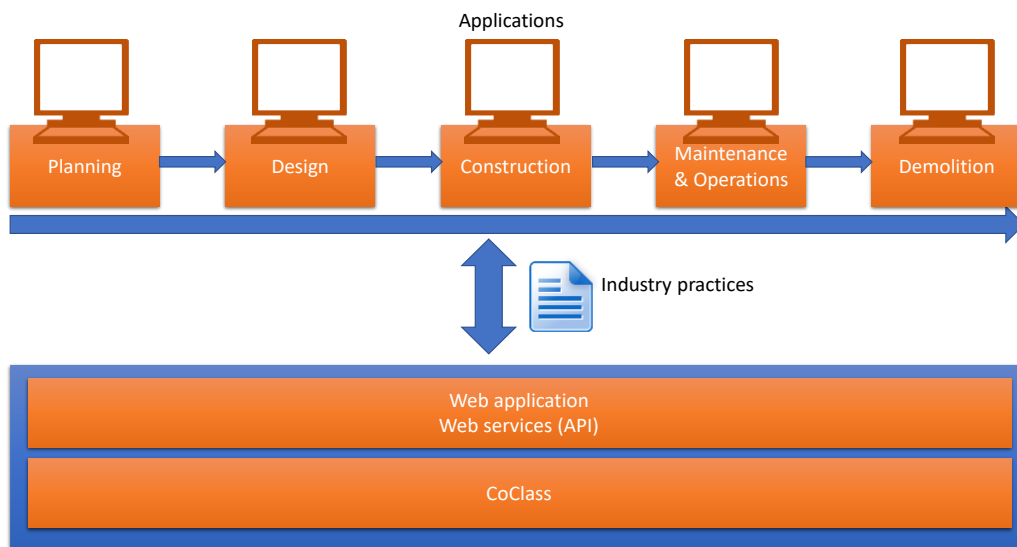 Applications
Planning
Design
Construction
Maintenance
& Operations
Demolition
Industry practices
Web application
Web services (API)
CoClass